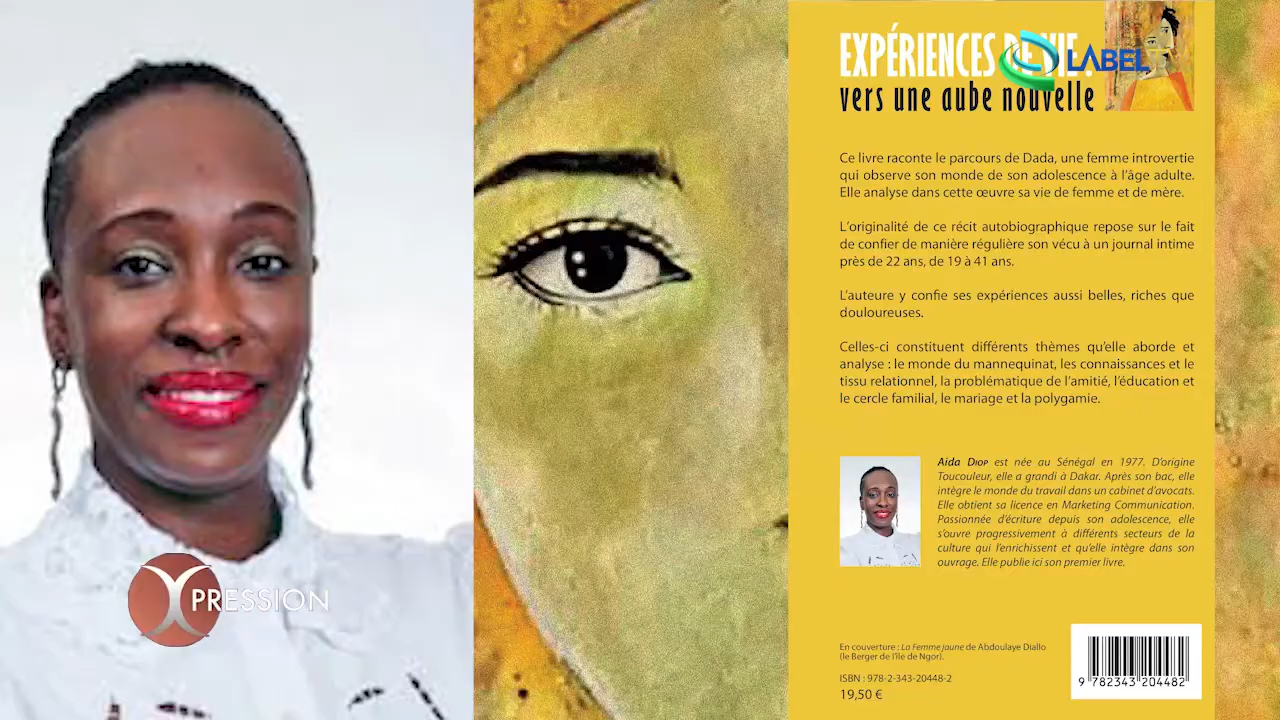 EXPÉRIENCES DE VIE :
LABEL
vers une aube nouvelle
Ce livre raconte le parcours de Dada, une femme introvertie
qui observe son monde de son adolescence à l'âge adulte.
Elle analyse dans cette œuvre sa vie de femme et de mère.
L'originalité de ce récit autobiographique repose sur le fait
de confier de manière régulière son vécu à un journal intime
près de 22 ans, de 19 à 41 ans.
L'auteure y confie ses expériences aussi belles, riches que
douloureuses.
Celles-ci constituent différents thèmes qu'elle aborde et
analyse : le monde du mannequinat, les connaissances et le
tissu relationnel, la problématique de l'amitié, l'éducation et
le cercle familial, le mariage et la polygamie.
Aida DIOP est née au Sénégal en 1977. D'origine
Toucouleur, elle a grandi à Dakar. Après son bac, elle
intègre le monde du travail dans un cabinet d'avocats.
Elle obtient sa licence en Marketing Communication.
Passionnée d'écriture depuis son adolescence, elle
s'ouvre progressivement à différents secteurs de la
culture qui l'enrichissent et qu'elle intègre dans son
ouvrage. Elle publie ici son premier livre.
XPRESSION
En couverture : La Femme jaune de Abdoulaye Diallo
(le Berger de l'île de Ngor).
ISBN : 978-2-343-20448-2
19,50 €
9 782343 204482